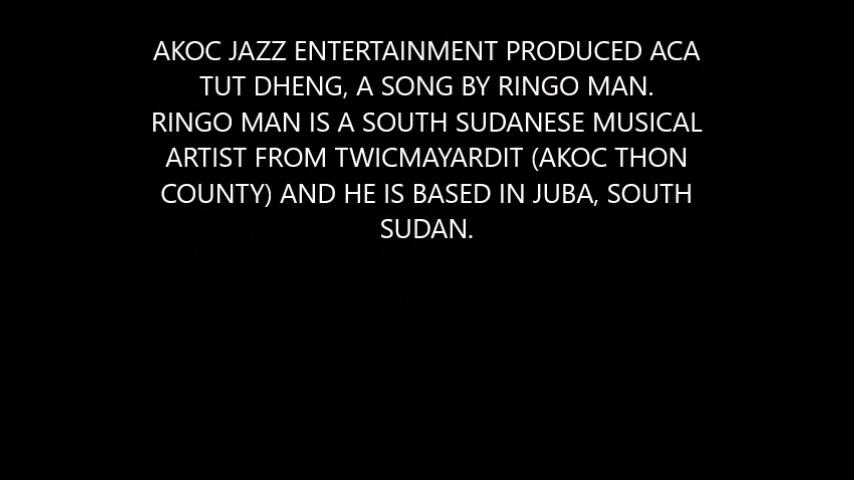 AKOC JAZZ ENTERTAINMENT PRODUCED ACA
TUT DHENG, A SONG BY RINGO MAN.
RINGO MAN IS A SOUTH SUDANESE MUSICAL
ARTIST FROM TWICMAYARDIT (AKOC THON
COUNTY) AND HE IS BASED IN JUBA, SOUTH
SUDAN.